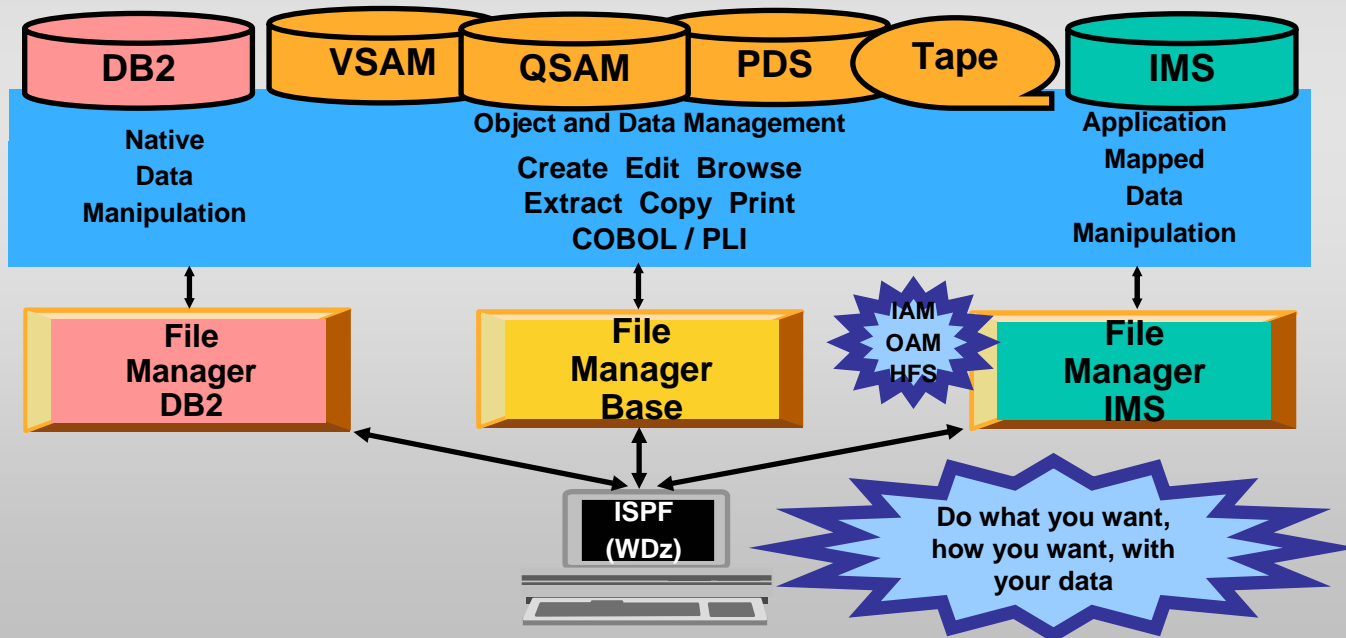 DB2
VSAM
QSAM
PDS
Tape
IMS
Native
Data
Manipulation
Object and Data Management
Create Edit Browse
Extract Copy Print
COBOL / PLI
Application
Mapped
Data
Manipulation
File
Manager
DB2
File
Manager
Base
IAM
OAM
HFS
File
Manager
IMS
ISPF
(WDz)
Do what you want,
how you want, with
your data